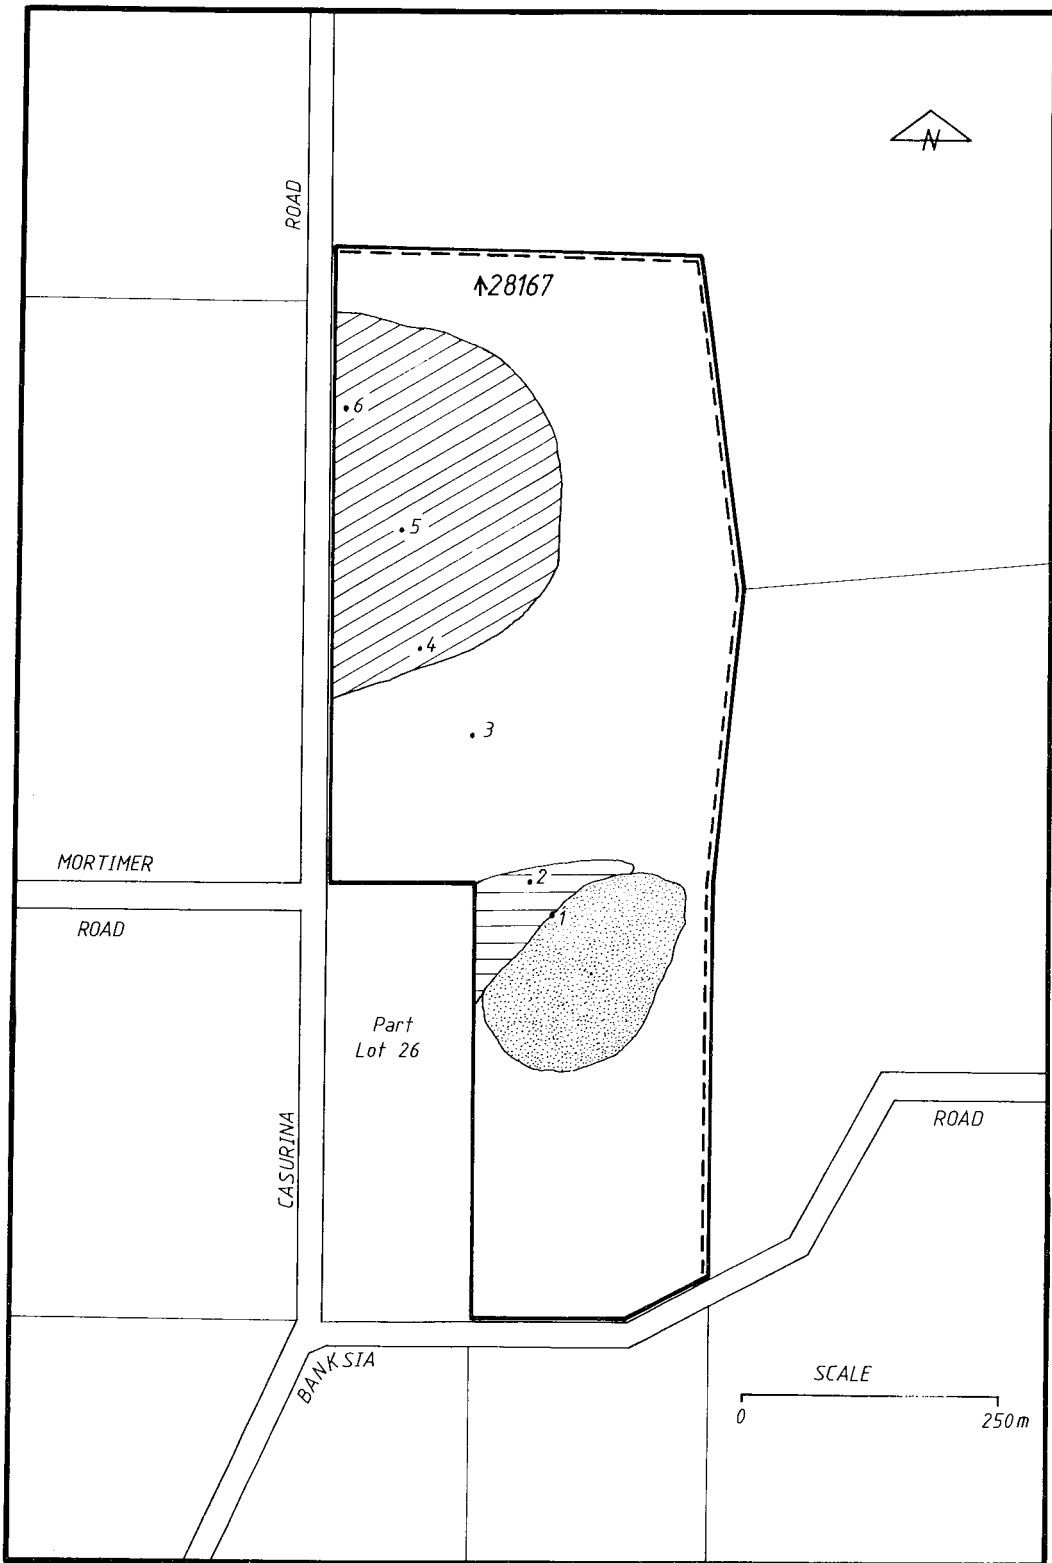 N
ROAD
↑28167
6
5
4
3
MORTIMER
2
1
ROAD
Part
Lot 26
ROAD
CASURINA
BANKSIA
SCALE
0
250m